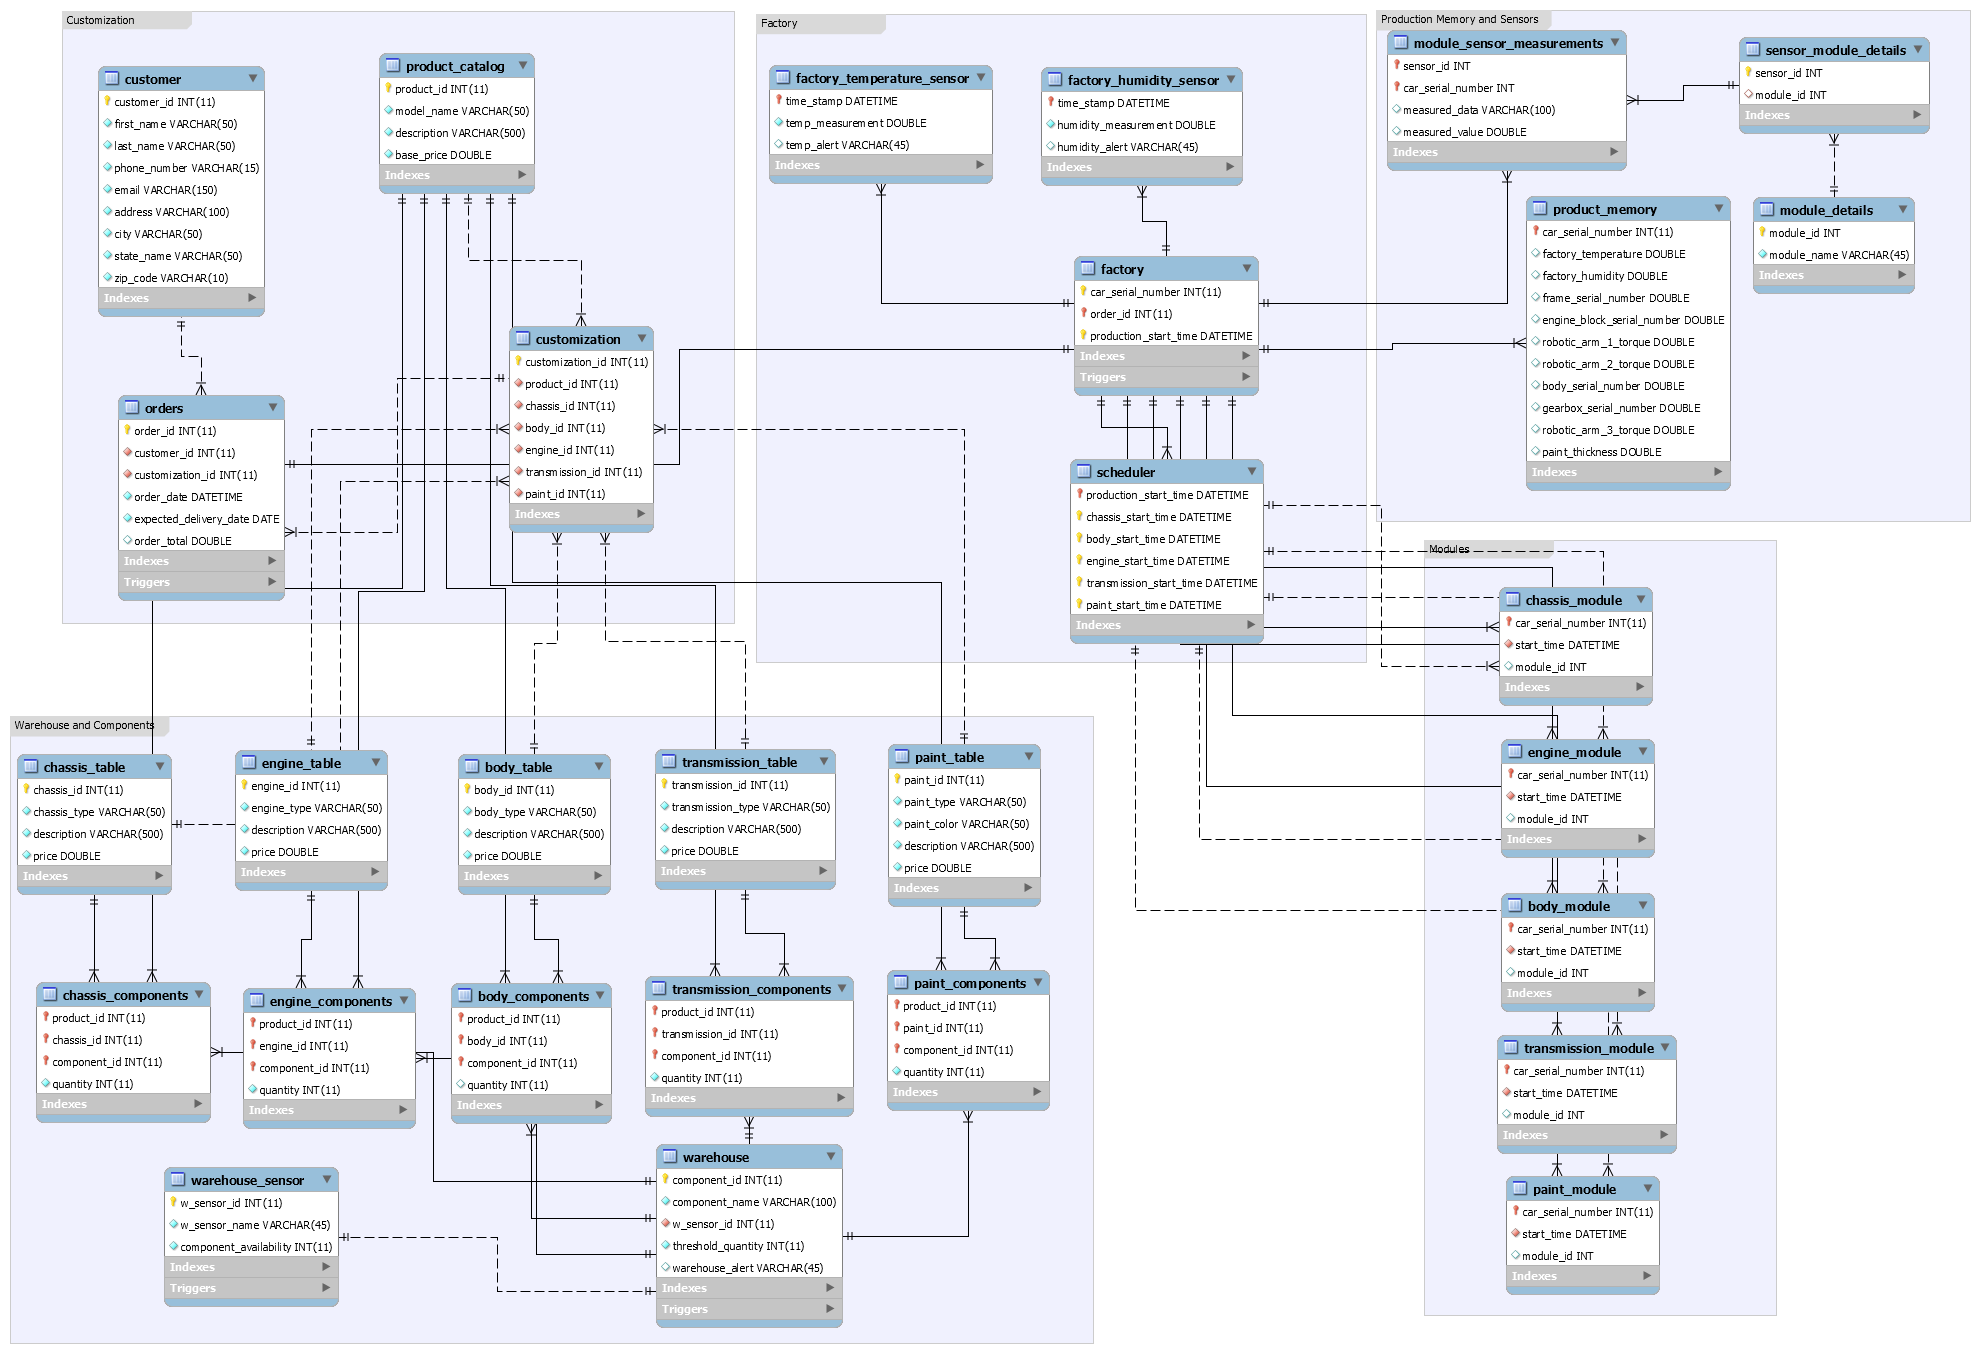 Customization
customer
customer_id INT(11)
first_name VARCHAR(50)
last_name VARCHAR(50)
phone_number VARCHAR(15)
email VARCHAR(150)
address VARCHAR(100)
city VARCHAR(50)
state_name VARCHAR(50)
zip_code VARCHAR(10)
Indexes
product_catalog
product_id INT(11)
model_name VARCHAR(50)
description VARCHAR(500)
base_price DOUBLE
Indexes
customization
customization_id INT(11)
product_id INT(11)
chassis_id INT(11)
body_id INT(11)
engine_id INT(11)
transmission_id INT(11)
paint_id INT(11)
Indexes
orders
order_id INT(11)
customer_id INT(11)
customization_id INT(11)
order_date DATETIME
expected_delivery_date DATE
order_total DOUBLE
Indexes
Triggers
Factory
factory_temperature_sensor
time_stamp DATETIME
temp_measurement DOUBLE
temp_alert VARCHAR(45)
Indexes
factory_humidity_sensor
time_stamp DATETIME
humidity_measurement DOUBLE
humidity_alert VARCHAR(45)
Indexes
factory
car_serial_number INT(11)
order_id INT(11)
production_start_time DATETIME
Indexes
Triggers
scheduler
production_start_time DATETIME
chassis_start_time DATETIME
body_start_time DATETIME
engine_start_time DATETIME
transmission_start_time DATETIME
paint_start_time DATETIME
Indexes
Production Memory and Sensors
module_sensor_measurements
sensor_id INT
car_serial_number INT
measured_data VARCHAR(100)
measured_value DOUBLE
Indexes
sensor_module_details
sensor_id INT
module_id INT
Indexes
product_memory
car_serial_number INT(11)
factory_temperature DOUBLE
factory_humidity DOUBLE
frame_serial_number DOUBLE
engine_block_serial_number DOUBLE
robotic_arm_1_torque DOUBLE
robotic_arm_2_torque DOUBLE
body_serial_number DOUBLE
gearbox_serial_number DOUBLE
robotic_arm_3_torque DOUBLE
paint_thickness DOUBLE
Indexes
module_details
module_id INT
module_name VARCHAR(45)
Indexes
Modules
chassis_module
car_serial_number INT(11)
start_time DATETIME
module_id INT
Indexes
engine_module
car_serial_number INT(11)
start_time DATETIME
module_id INT
Indexes
body_module
car_serial_number INT(11)
start_time DATETIME
module_id INT
Indexes
transmission_module
car_serial_number INT(11)
start_time DATETIME
module_id INT
Indexes
paint_module
car_serial_number INT(11)
start_time DATETIME
module_id INT
Indexes
Warehouse and Components
chassis_table
chassis_id INT(11)
chassis_type VARCHAR(50)
description VARCHAR(500)
price DOUBLE
Indexes
engine_table
engine_id INT(11)
engine_type VARCHAR(50)
description VARCHAR(500)
price DOUBLE
Indexes
body_table
body_id INT(11)
body_type VARCHAR(50)
description VARCHAR(500)
price DOUBLE
Indexes
transmission_table
transmission_id INT(11)
transmission_type VARCHAR(50)
description VARCHAR(500)
price DOUBLE
Indexes
paint_table
paint_id INT(11)
paint_type VARCHAR(50)
paint_color VARCHAR(50)
description VARCHAR(500)
price DOUBLE
Indexes
chassis_components
product_id INT(11)
chassis_id INT(11)
component_id INT(11)
quantity INT(11)
Indexes
engine_components
product_id INT(11)
engine_id INT(11)
component_id INT(11)
quantity INT(11)
Indexes
body_components
product_id INT(11)
body_id INT(11)
component_id INT(11)
quantity INT(11)
Indexes
transmission_components
product_id INT(11)
transmission_id INT(11)
component_id INT(11)
quantity INT(11)
Indexes
paint_components
product_id INT(11)
paint_id INT(11)
component_id INT(11)
quantity INT(11)
Indexes
warehouse_sensor
w_sensor_id INT(11)
w_sensor_name VARCHAR(45)
component_availability INT(11)
Indexes
Triggers
warehouse
component_id INT(11)
component_name VARCHAR(100)
w_sensor_id INT(11)
threshold_quantity INT(11)
warehouse_alert VARCHAR(45)
Indexes
Triggers